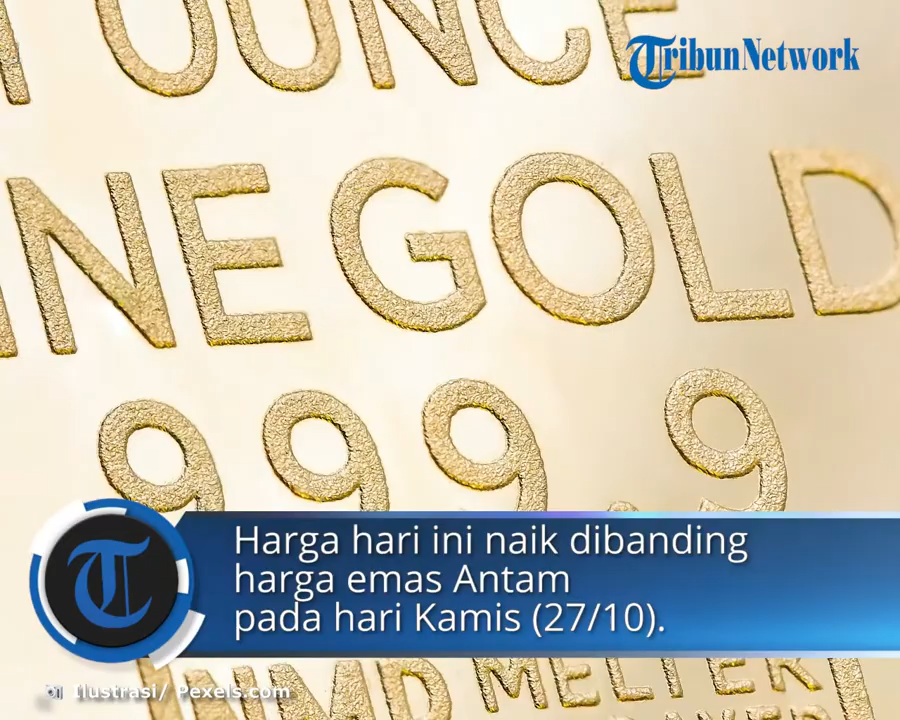 OUNCE
TribunNetwork
NE GOLD
999.9
Harga hari ini naik dibanding
harga emas Antam
pada hari Kamis (27/10).
Ilustrasi/ Pexels.com
MELTER